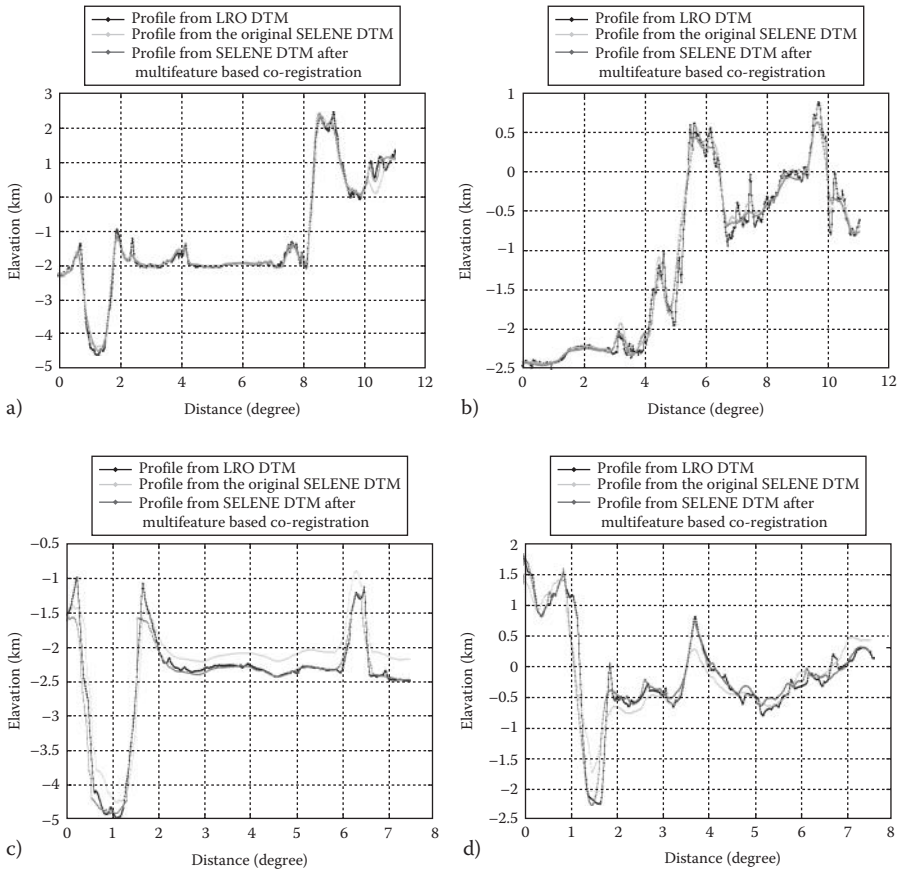 Profile from LRO DTM
Profile from the original SELENE DTM
Profile from SELENE DTM after
multifeature based co-registration
3
2
1
0
−1
−2
−3
−4
−5
Elavation (km)
0 2 4 6 8 10 12
Distance (degree)
a)
Profile from LRO DTM
Profile from the original SELENE DTM
Profile from SELENE DTM after
multifeature based co-registration
1
0.5
0
−0.5
−1
−1.5
−2
−2.5
Elavation (km)
0 2 4 6 8 10 12
Distance (degree)
b)
Profile from LRO DTM
Profile from the original SELENE DTM
Profile from SELENE DTM after
multifeature based co-registration
−0.5
−1
−1.5
−2
−2.5
−3
−3.5
−4
−5
Elavation (km)
0 1 2 3 4 5 6 7 8
Distance (degree)
c)
Profile from LRO DTM
Profile from the original SELENE DTM
Profile from SELENE DTM after
multifeature based co-registration
2
1.5
1
0.5
0
−0.5
−1
−1.5
−2
−2.5
Elavation (km)
0 1 2 3 4 5 6 7 8
Distance (degree)
d)